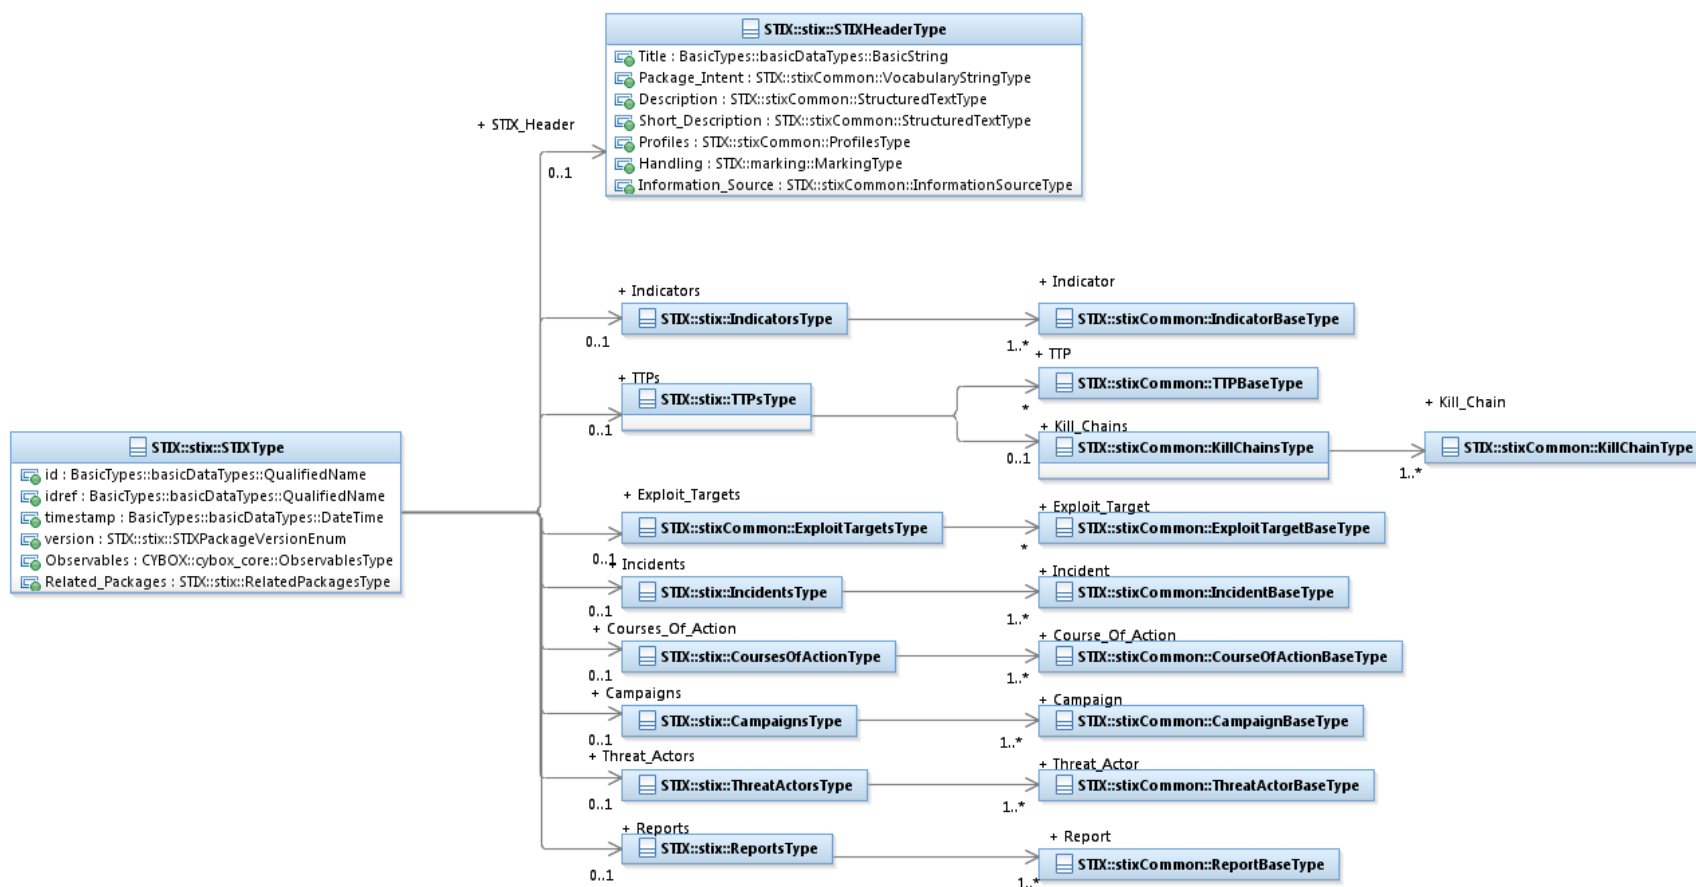 STIX::stix::STIXHeaderType
Title : BasicTypes::basicDataTypes::BasicString
Package_Intent : STIX::stixCommon::VocabularyStringType
Description : STIX::stixCommon::StructuredTextType
Short_Description : STIX::stixCommon::StructuredTextType
Profiles : STIX::stixCommon::ProfilesType
Handling : STIX::marking::MarkingType
Information_Source : STIX::stixCommon::InformationSourceType
+ STIX_Header
0..1
+ Indicators
STIX::stix::IndicatorsType
0..1
+ Indicator
STIX::stixCommon::IndicatorBaseType
1..*
+ TTPs
STIX::stix::TTPsType
0..1
+ TTP
STIX::stixCommon::TTPBaseType
*
+ Kill_Chains
STIX::stixCommon::KillChainsType
0..1
+ Kill_Chain
STIX::stixCommon::KillChainType
1..*
STIX::stix::STIXType
id : BasicTypes::basicDataTypes::QualifiedName
idref : BasicTypes::basicDataTypes::QualifiedName
timestamp : BasicTypes::basicDataTypes::DateTime
version : STIX::stix::STIXPackageVersionEnum
Observables : CYBOX::cybox_core::ObservablesType
Related_Packages : STIX::stix::RelatedPackagesType
+ Exploit_Targets
STIX::stixCommon::ExploitTargetsType
0..1
+ Exploit_Target
STIX::stixCommon::ExploitTargetBaseType
*
+ Incidents
STIX::stix::IncidentsType
0..1
+ Incident
STIX::stixCommon::IncidentBaseType
1..*
+ Courses_Of_Action
STIX::stix::CoursesOfActionType
0..1
+ Course_Of_Action
STIX::stixCommon::CourseOfActionBaseType
1..*
+ Campaigns
STIX::stix::CampaignsType
0..1
+ Campaign
STIX::stixCommon::CampaignBaseType
1..*
+ Threat_Actors
STIX::stix::ThreatActorsType
0..1
+ Threat_Actor
STIX::stixCommon::ThreatActorBaseType
1..*
+ Reports
STIX::stix::ReportsType
0..1
+ Report
STIX::stixCommon::ReportBaseType
1..*